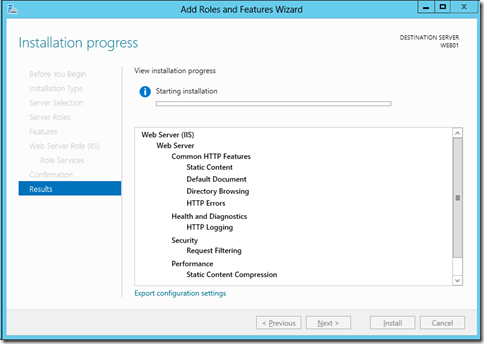 Add Roles and Features Wizard
Installation progress
DESTINATION SERVER
WEB01
Before You Begin
Installation Type
Server Selection
Server Roles
Features
Web Server Role (IIS)
Role Services
Confirmation
Results
View installation progress
Starting installation
Web Server (IIS)
Web Server
Common HTTP Features
Static Content
Default Document
Directory Browsing
HTTP Errors
Health and Diagnostics
HTTP Logging
Security
Request Filtering
Performance
Static Content Compression
Export configuration settings
< Previous
Next >
Install
Cancel